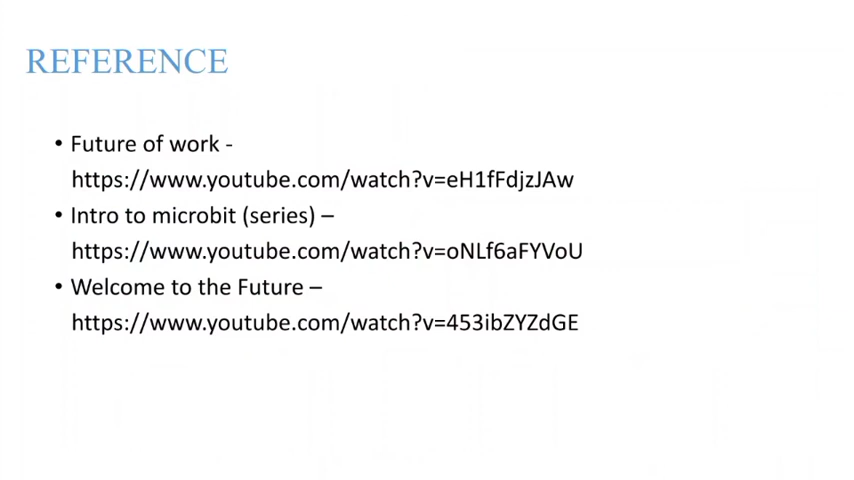 REFERENCE
• Future of work -
https://www.youtube.com/watch?v=eH1fFdjzJAw
• Intro to microbit (series) –
https://www.youtube.com/watch?v=oNLf6aFYVoU
• Welcome to the Future –
https://www.youtube.com/watch?v=453ibZYZdGE